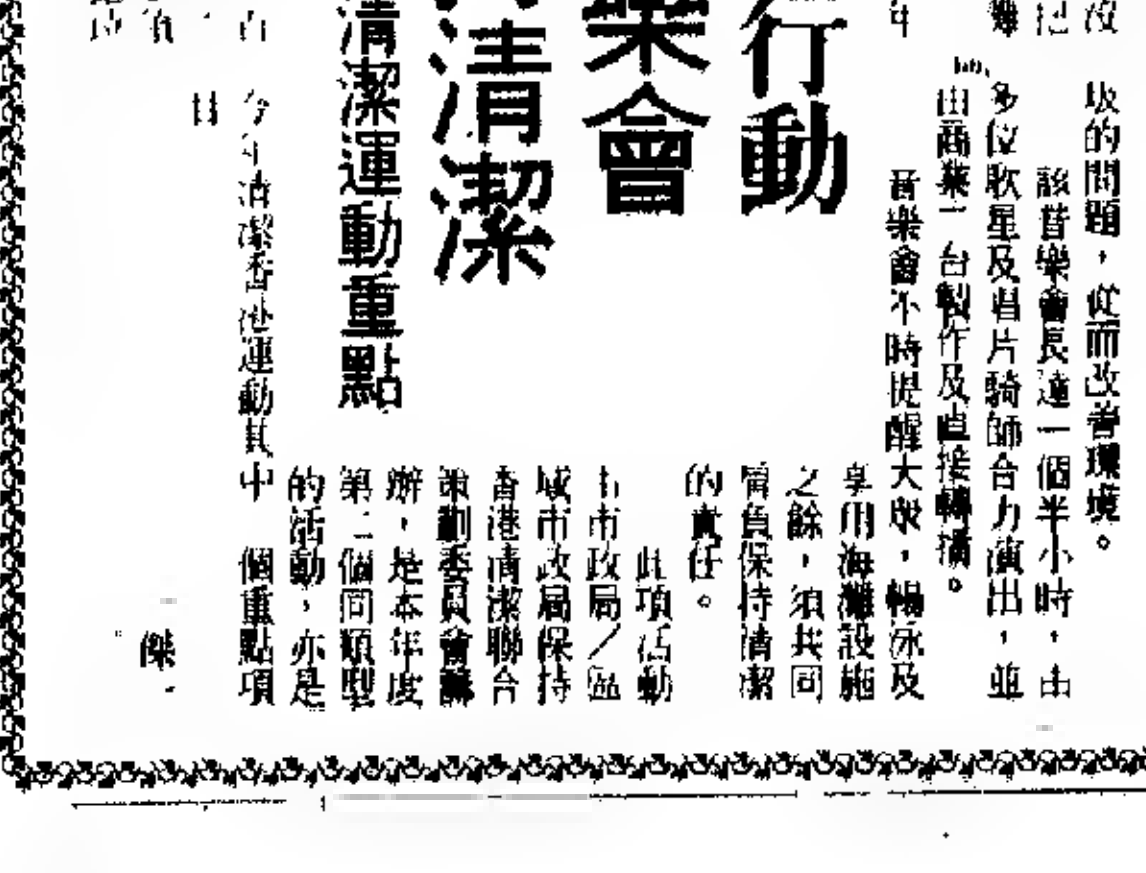 圾的問題，從而改善環境。
該音樂會長達一個半小時，由
多位歌星及唱片騎師合力演出，並
由商業一台製作及直接轉播。
音樂會不時提醒大眾，暢泳及
享用海灘設施
之餘，須共同
肩負保持清潔
的責任。
行動
樂會
清潔
清潔運動重點
此項活動
市政局／區
域市政局保持
香港清潔聯合
策劃委員會籌
辦，是本年度
第二個同類型
的活動，亦是
今年清潔香港運動其中 個重點項
目
傑